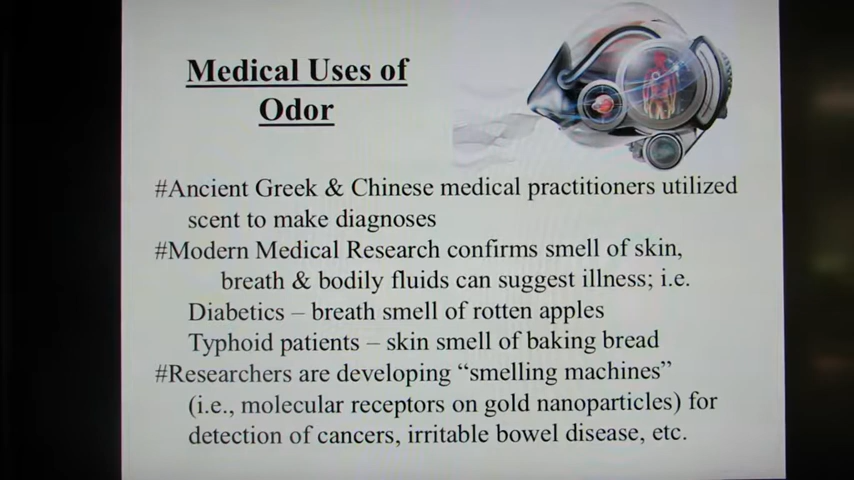 Medical Uses of
Odor
#Ancient Greek & Chinese medical practitioners utilized
scent to make diagnoses
#Modern Medical Research confirms smell of skin,
breath & bodily fluids can suggest illness; i.e.
Diabetics – breath smell of rotten apples
Typhoid patients – skin smell of baking bread
#Researchers are developing “smelling machines”
(i.e., molecular receptors on gold nanoparticles) for
detection of cancers, irritable bowel disease, etc.